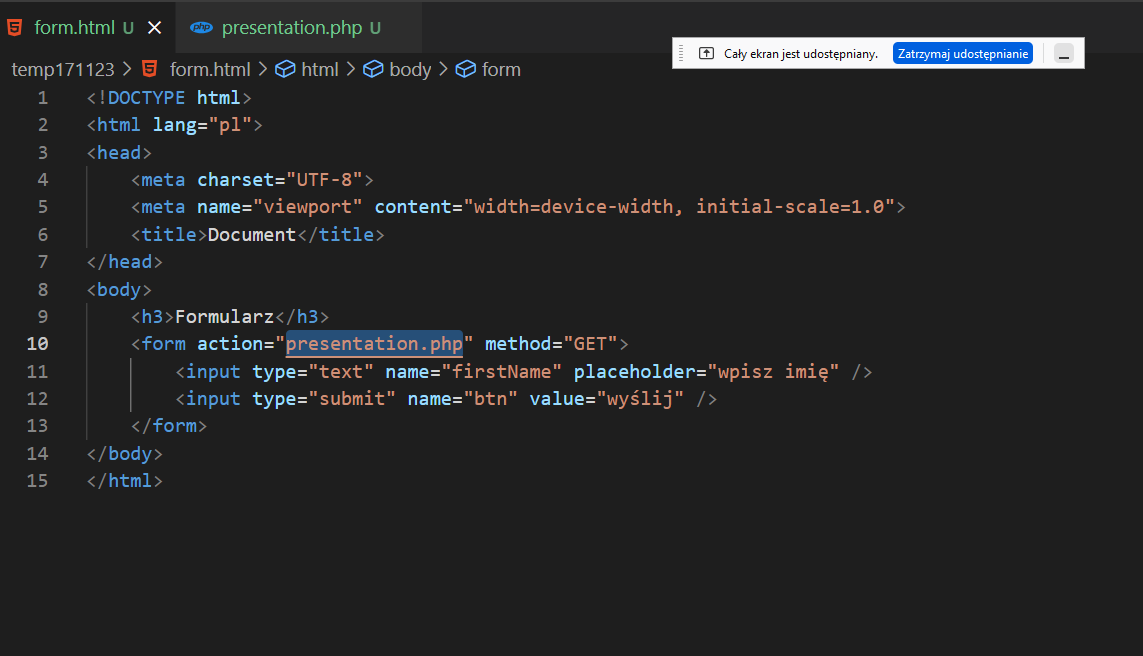 form.html U presentation.php U
Cały ekran jest udostępniany. Zatrzymaj udostępnianie
temp171123 > form.html > html > body > form
1 <!DOCTYPE html>
2 <html lang="pl">
3 <head>
4 <meta charset="UTF-8">
5 <meta name="viewport" content="width=device-width, initial-scale=1.0">
6 <title>Document</title>
7 </head>
8 <body>
9 <h3>Formularz</h3>
10 <form action="presentation.php" method="GET">
11 <input type="text" name="firstName" placeholder="wpisz imię" />
12 <input type="submit" name="btn" value="wyślij" />
13 </form>
14 </body>
15 </html>